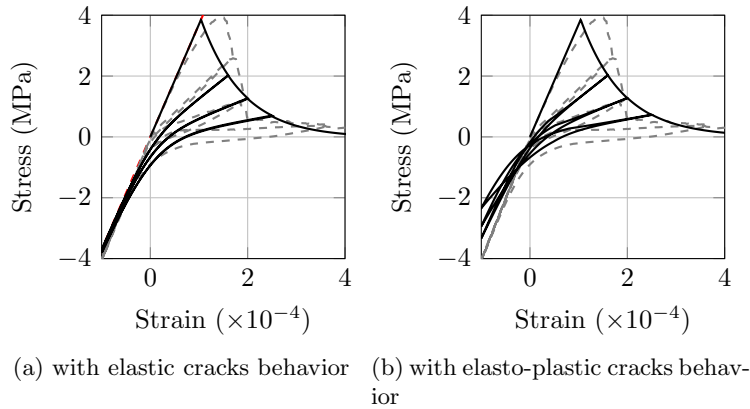 4
2
0
−2
−4
0
2
4
Stress (MPa)
Strain (×10⁻⁴)
(a) with elastic cracks behavior
4
2
0
−2
−4
0
2
4
Stress (MPa)
Strain (×10⁻⁴)
(b) with elasto-plastic cracks behav-
ior